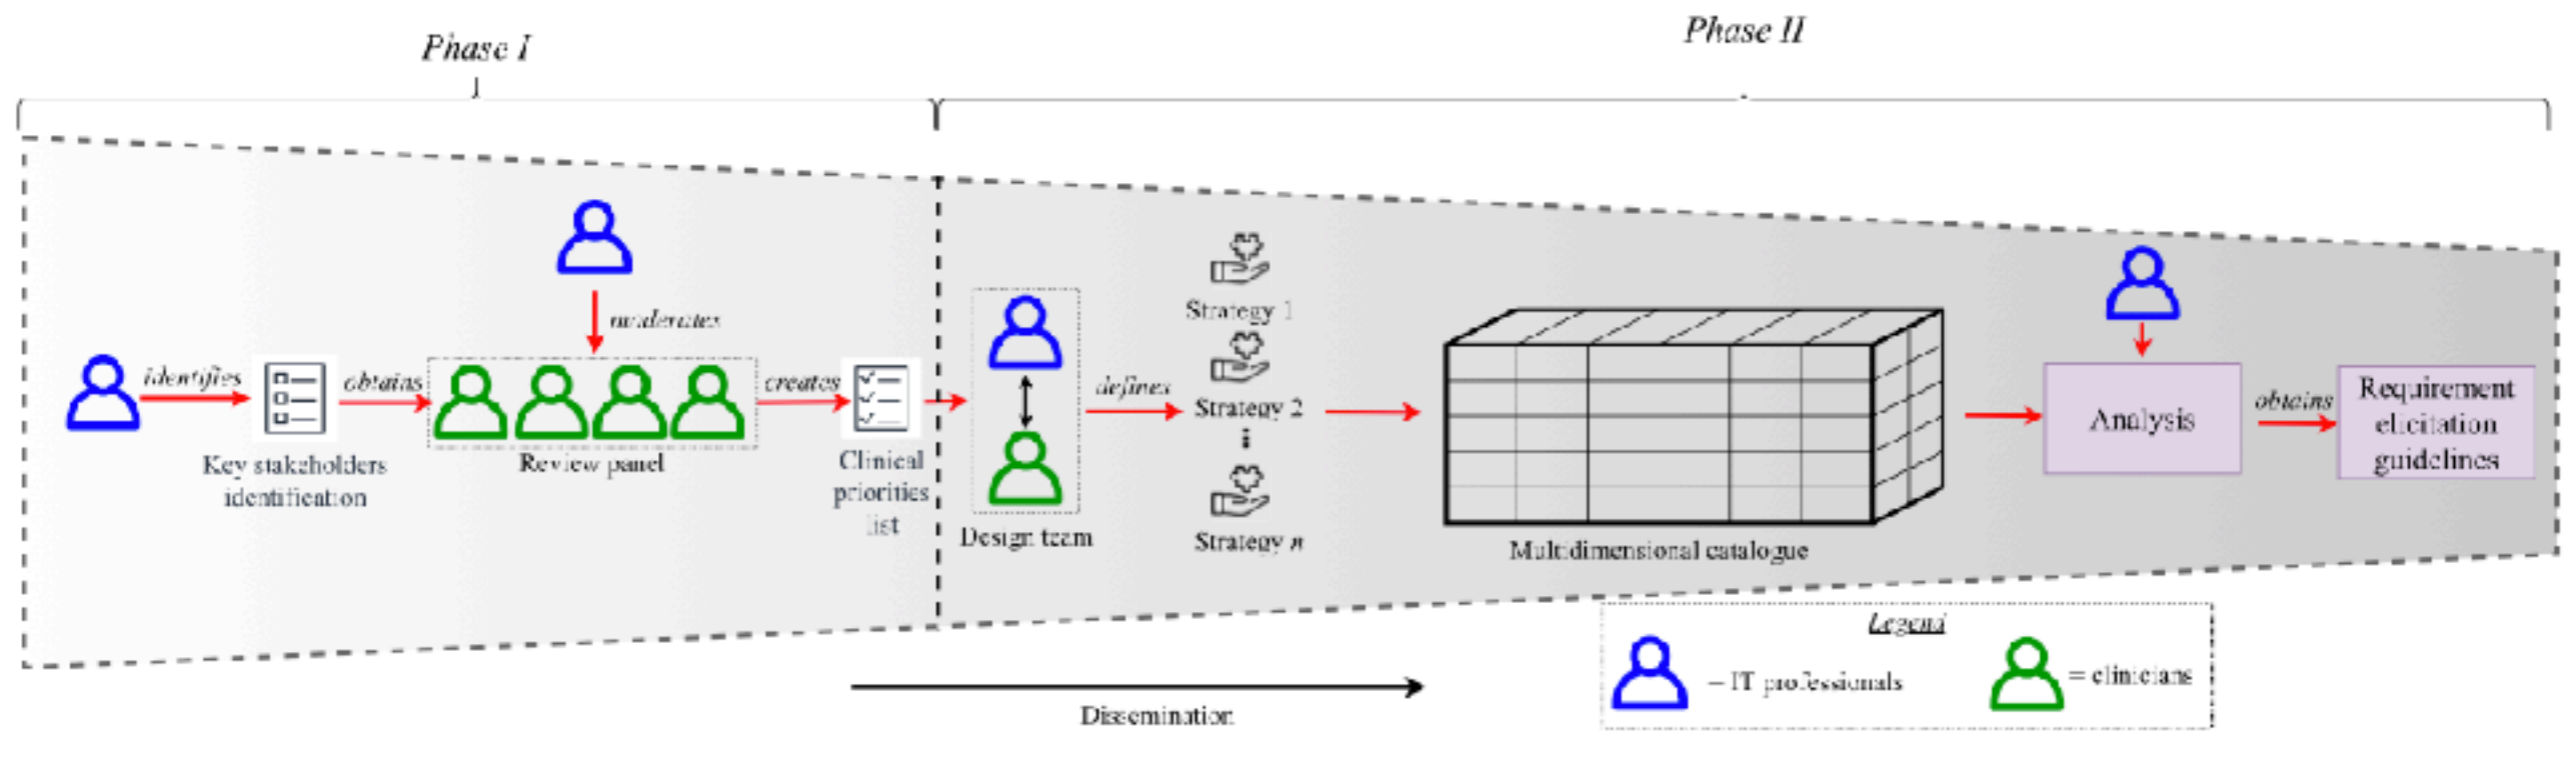 Phase I
Phase II
moderates
identifies
obtains
creates
Key stakeholders
identification
Review panel
Clinical
priorities
list
Design team
defines
Strategy 1
Strategy 2
Strategy n
Multidimensional catalogue
Analysis
obtains
Requirement
elicitation
guidelines
Dissemination
Legend
= IT professionals
= clinicians